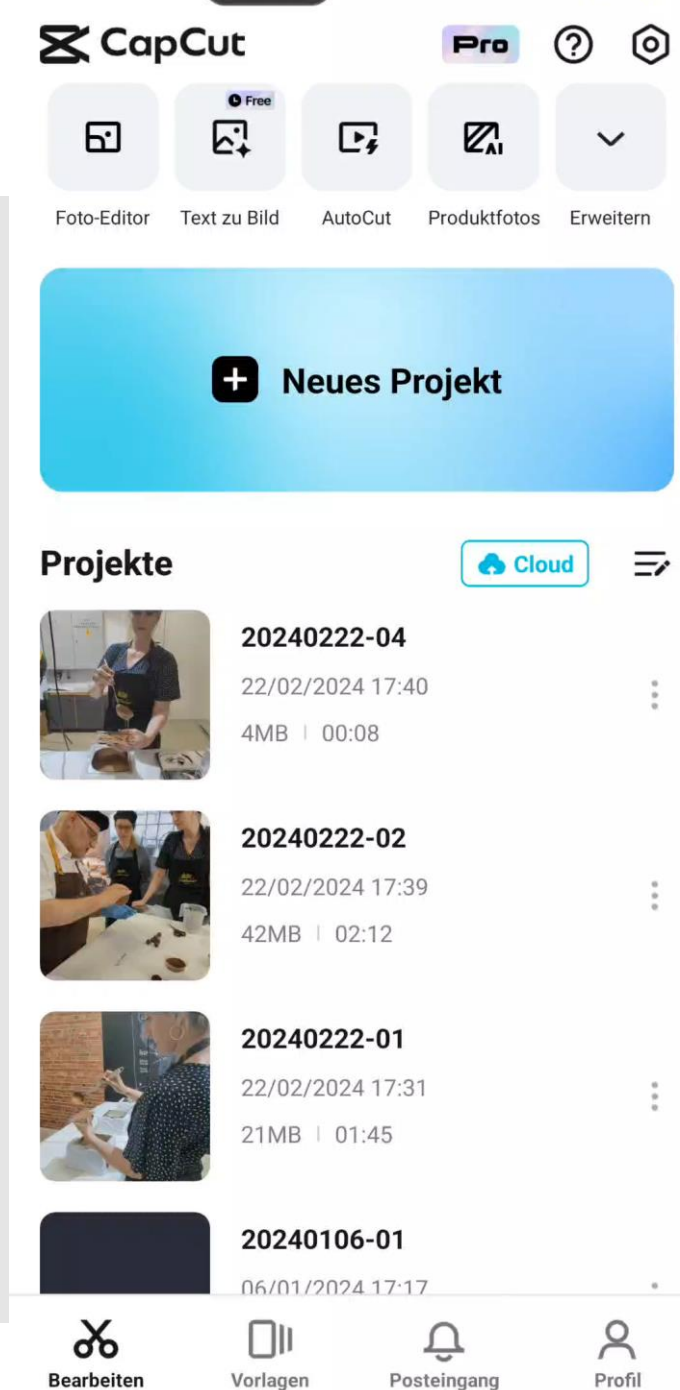 CapCut
Pro
Free
Foto-Editor Text zu Bild AutoCut Produktfotos Erweitern
AI
Neues Projekt
Projekte Cloud
20240222-04
22/02/2024 17:40
4MB | 00:08
20240222-02
22/02/2024 17:39
42MB | 02:12
20240222-01
22/02/2024 17:31
21MB | 01:45
20240106-01
06/01/2024 17:17
Bearbeiten Vorlagen Posteingang Profil